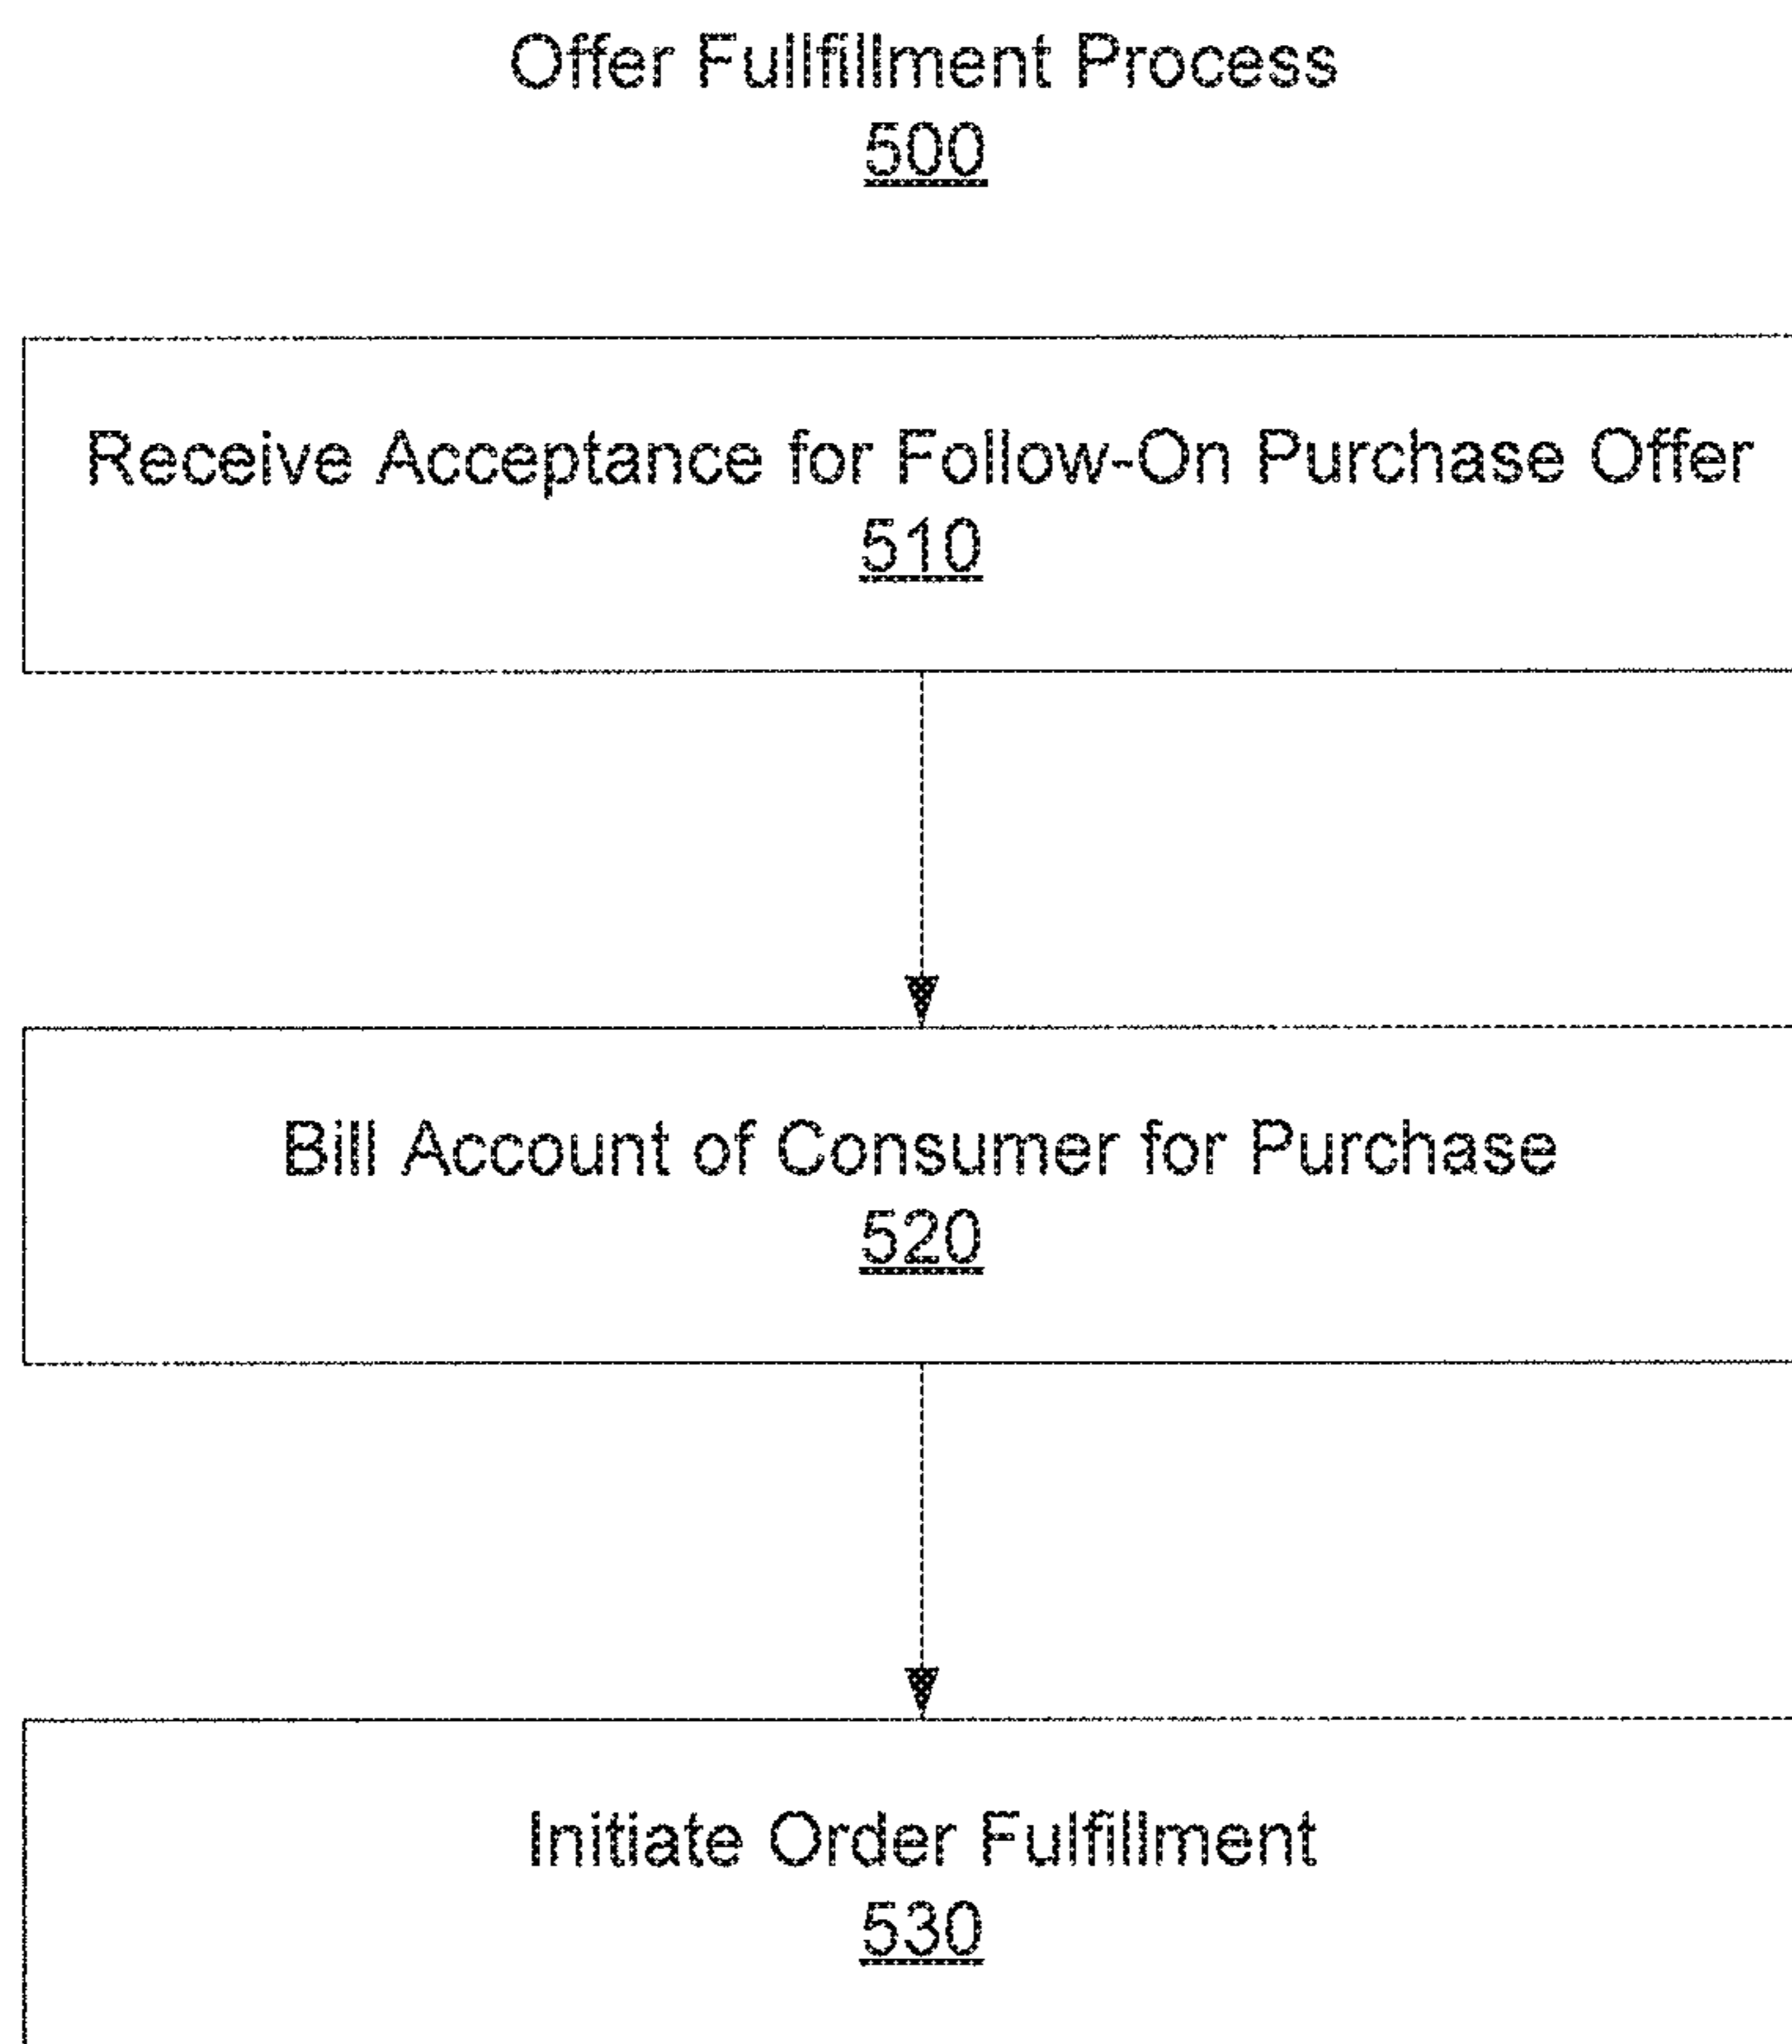 Offer Fullfillment Process
500
Receive Acceptance for Follow-On Purchase Offer
510
Bill Account of Consumer for Purchase
520
Initiate Order Fulfillment
530